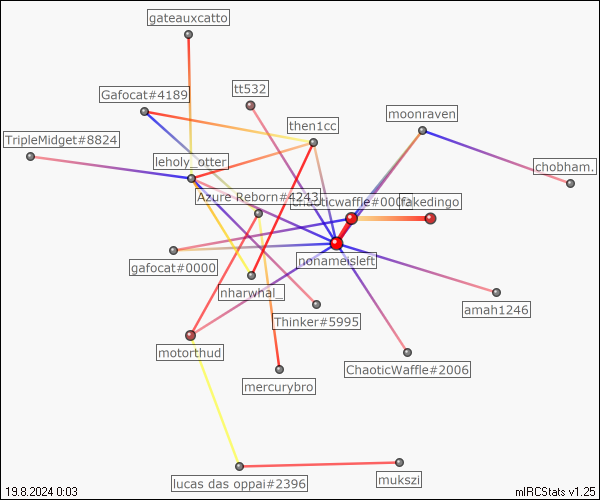 gateauxcatto
tt532
Gafocat#4189
moonraven
then1cc
TripleMidget#8824
leholy_otter
chobham.
Azure Reborn#4243
fakedingo
nonameisleft
gafocat#0000
nharwhal_
amah1246
Thinker#5995
motorthud
ChaoticWaffle#2006
mercurybro
mukszi
lucas das oppai#2396
19.8.2024 0:03
mIRCStats v1.25